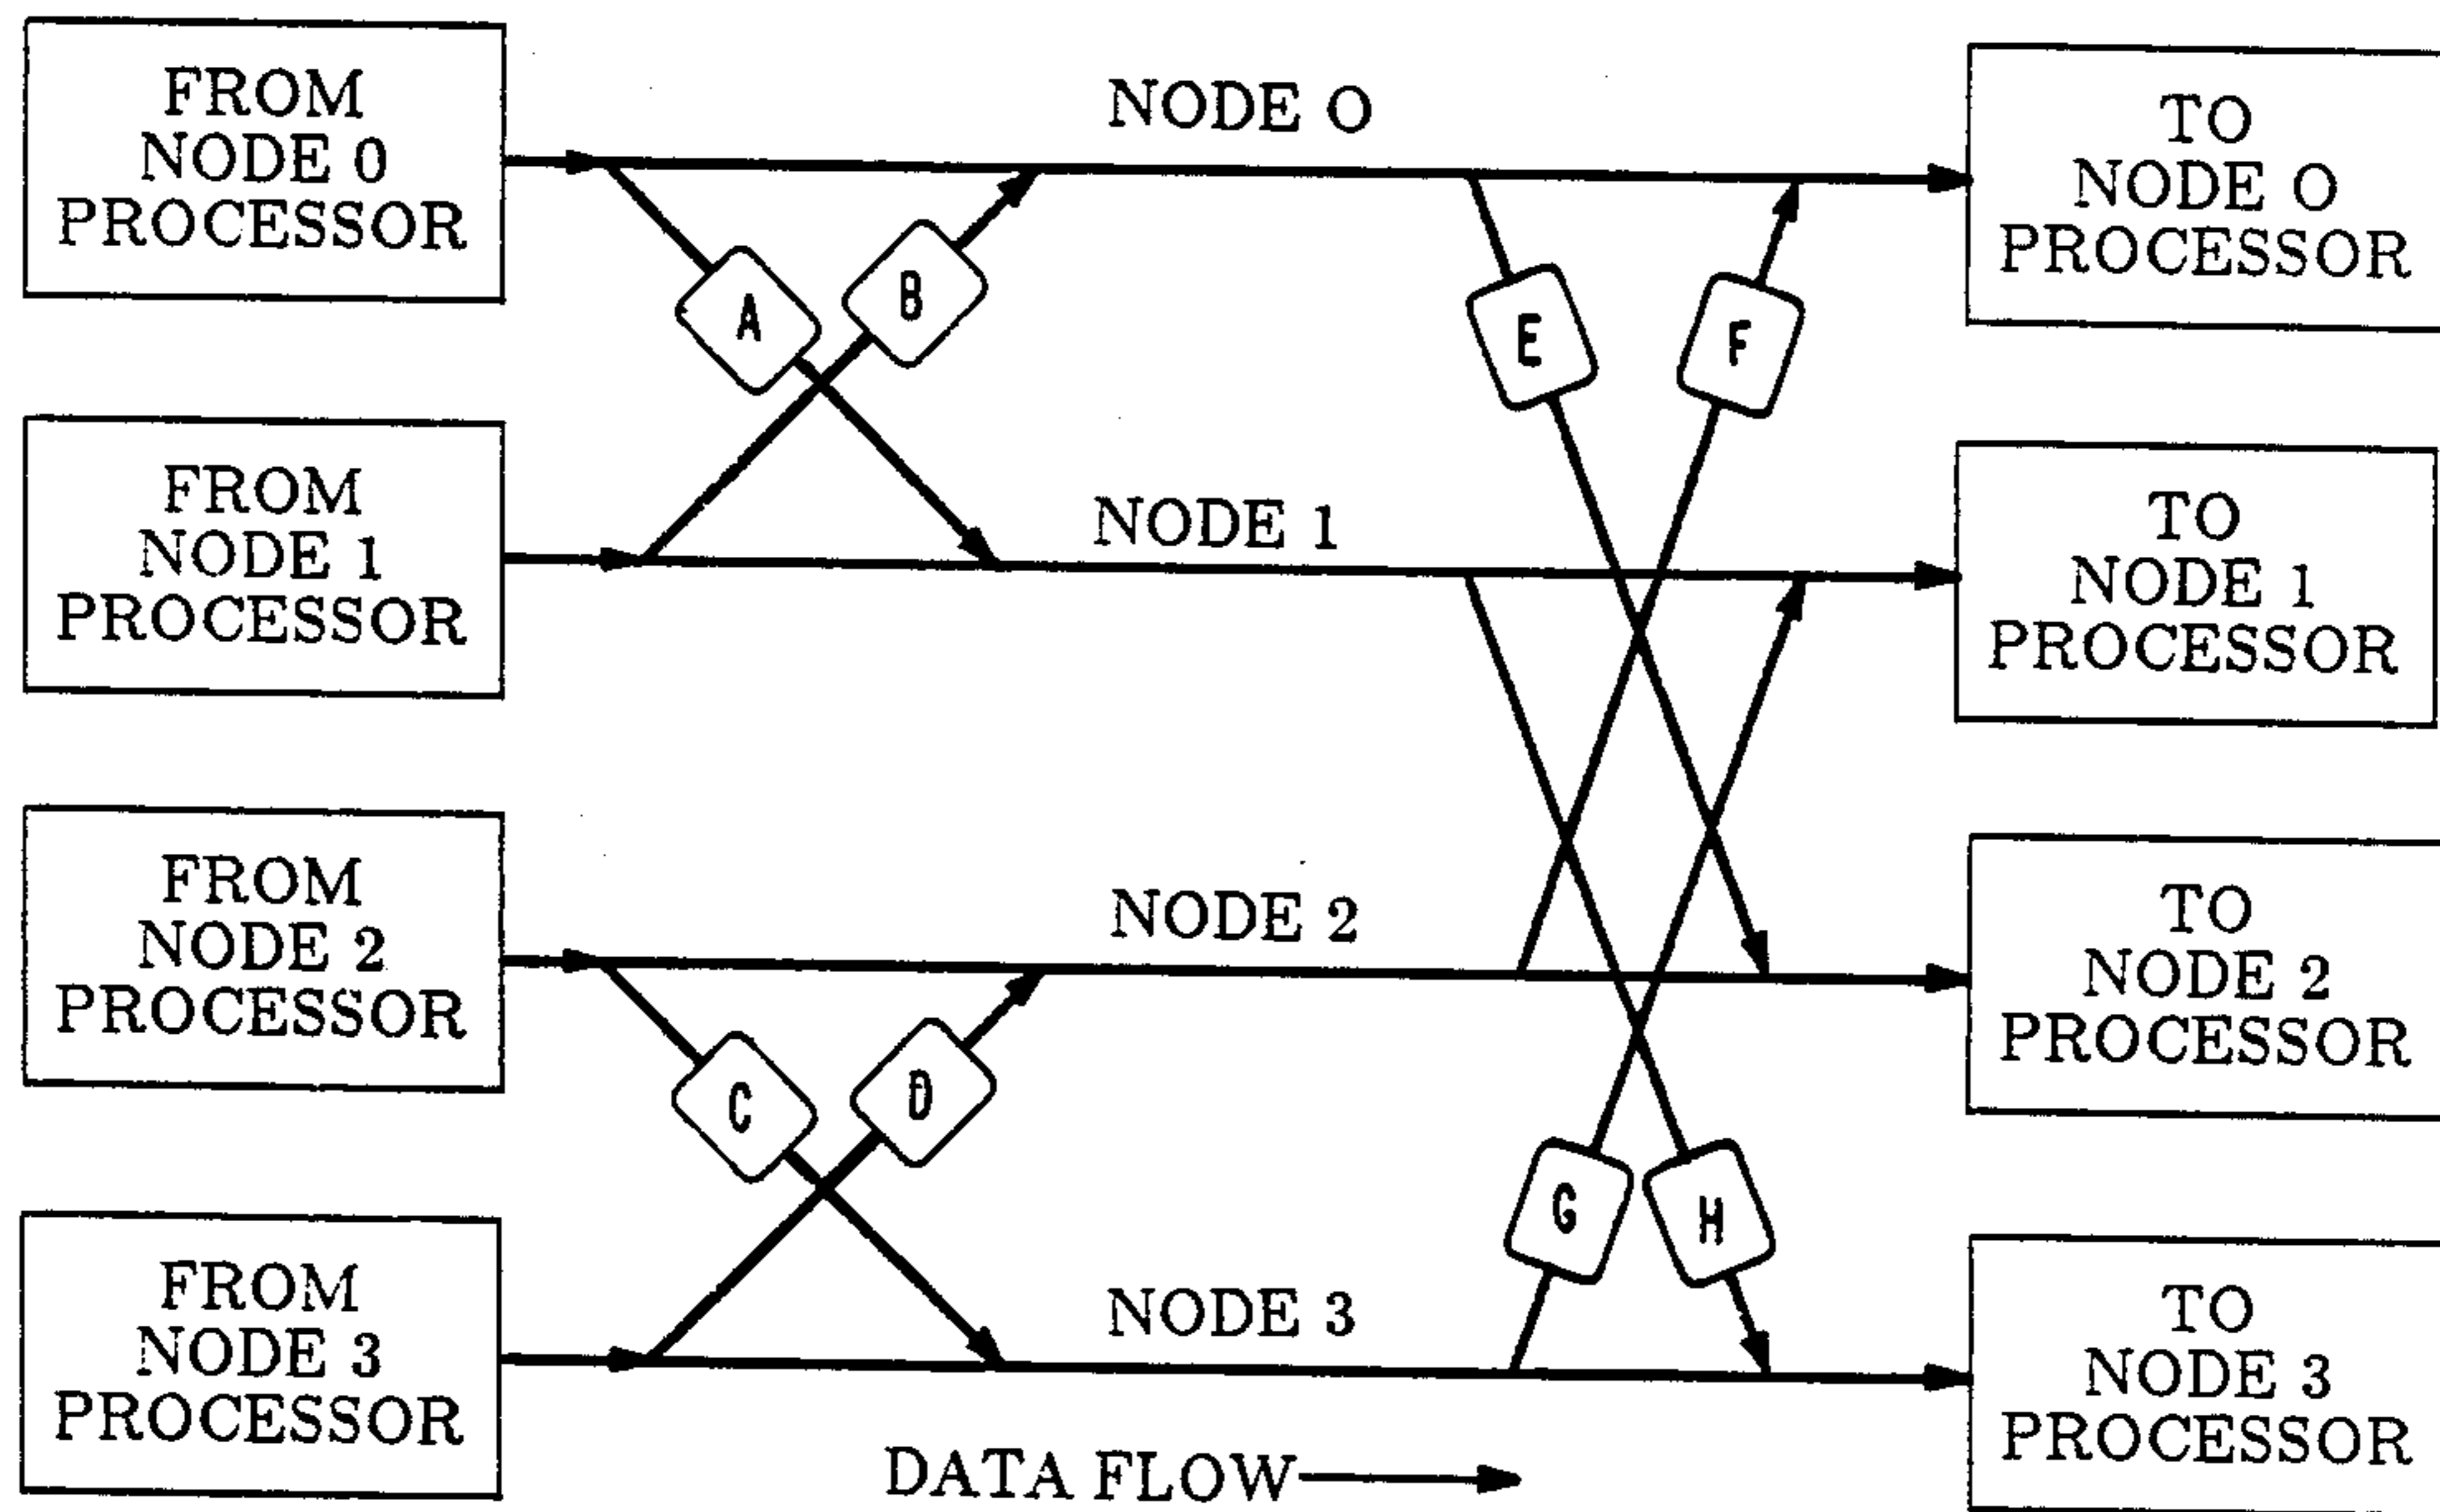 FROM
NODE 0
PROCESSOR
NODE O
TO
NODE O
PROCESSOR
A
B
E
F
FROM
NODE 1
PROCESSOR
NODE 1
TO
NODE 1
PROCESSOR
FROM
NODE 2
PROCESSOR
NODE 2
TO
NODE 2
PROCESSOR
C
D
G
H
FROM
NODE 3
PROCESSOR
NODE 3
TO
NODE 3
PROCESSOR
DATA FLOW